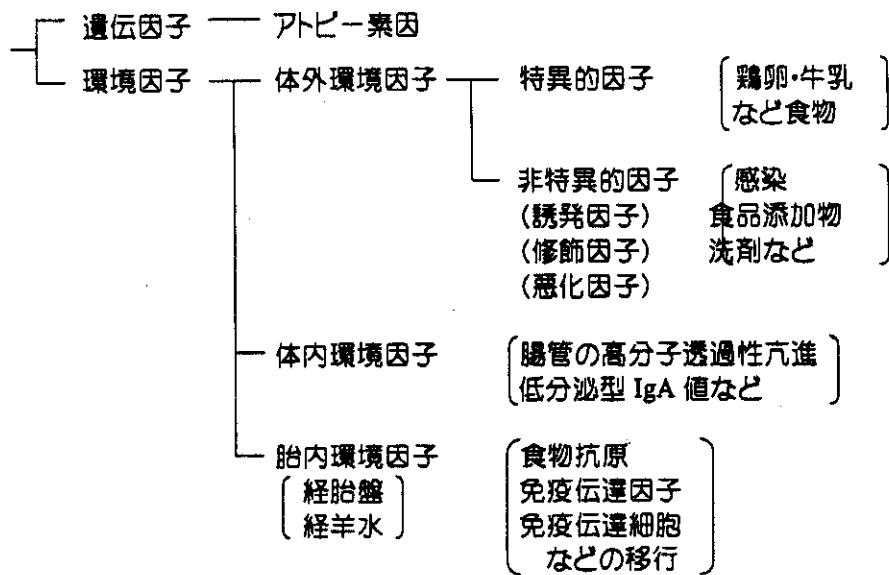 遺伝因子 アトピー素因
環境因子 体外環境因子 特異的因子 鶏卵・牛乳
など食物
非特異的因子 感染
(誘発因子) 食品添加物
(修飾因子) 洗剤など
(悪化因子)
体内環境因子 腸管の高分子透過性亢進
低分泌型 IgA 値など
胎内環境因子 食物抗原
経胎盤 免疫伝達因子
経羊水 免疫伝達細胞
などの移行